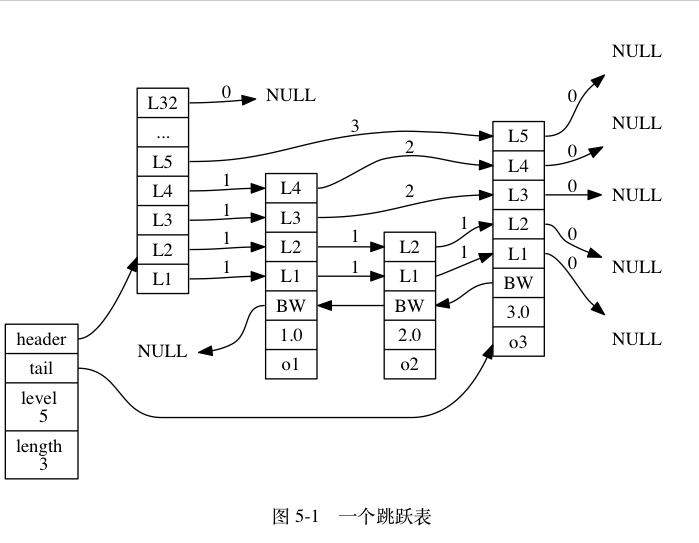 NULL
L32
0
NULL
...
L5
3
L4
1
L3
1
L2
1
L1
1
L4
2
L3
2
L2
1
L1
1
BW
1.0
o1
NULL
L2
1
L1
1
BW
2.0
o2
L5
0
L4
0
NULL
L3
0
NULL
L2
0
NULL
L1
0
NULL
BW
3.0
o3
header
tail
level
5
length
3
图 5-1 一个跳跃表